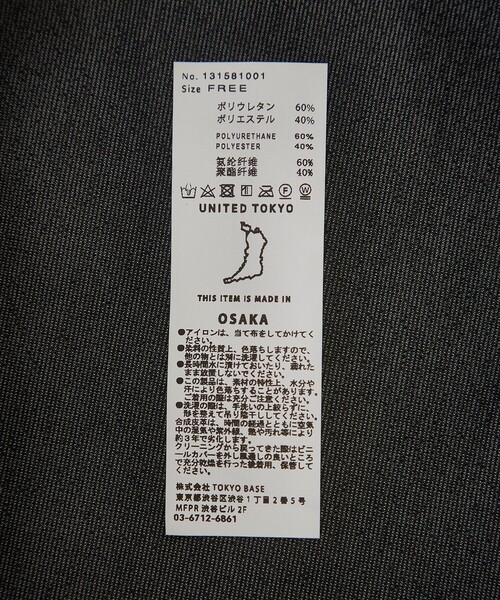 No. 131581001
Size FREE
ポリウレタン 60%
ポリエステル 40%
POLYURETHANE 60%
POLYESTER 40%
氨纶纤维 60%
聚酯纤维 40%
F W
UNITED TOKYO
THIS ITEM IS MADE IN
OSAKA
●アイロンは、当て布をしてかけてく
ださい。
●染料の性質上、色落ちしますので、
他の物とは別に洗濯してください。
●長時間水に漬けておいたり、濡れた
まま放置しないでください。
●この製品は、素材の特性上、水分や
汗により色落ちすることがあります。
ご着用の際は充分ご注意ください。
●洗濯の際は、手洗いの上絞らずに、
形を整えて吊り陰干ししてください。
合成皮革は、時間の経過とともに空気
中の湿気や紫外線、熱や汚れ等により
約3年で劣化します。
クリーニングから戻ってきた際はビニ
ールカバーを外し風通しの良いところ
で充分乾燥を行った後着用、保管して
ください。
株式会社 TOKYO BASE
東京都渋谷区渋谷1丁目2番5号
MFPR 渋谷ビル 2F
03-6712-6861